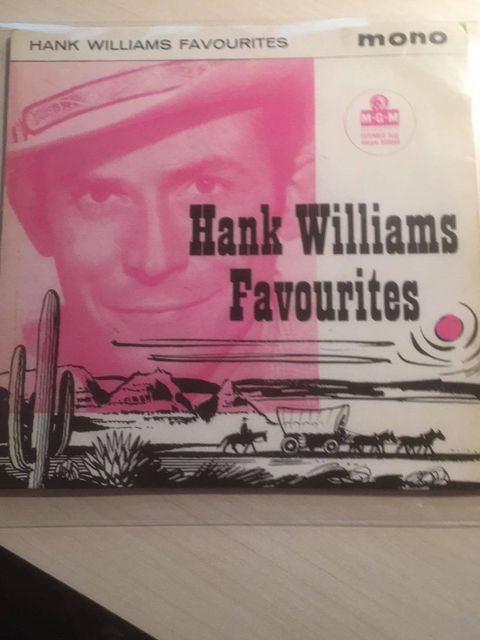 HANK WILLIAMS FAVOURITES
mono
M-G-M
Hank Williams
Favourites